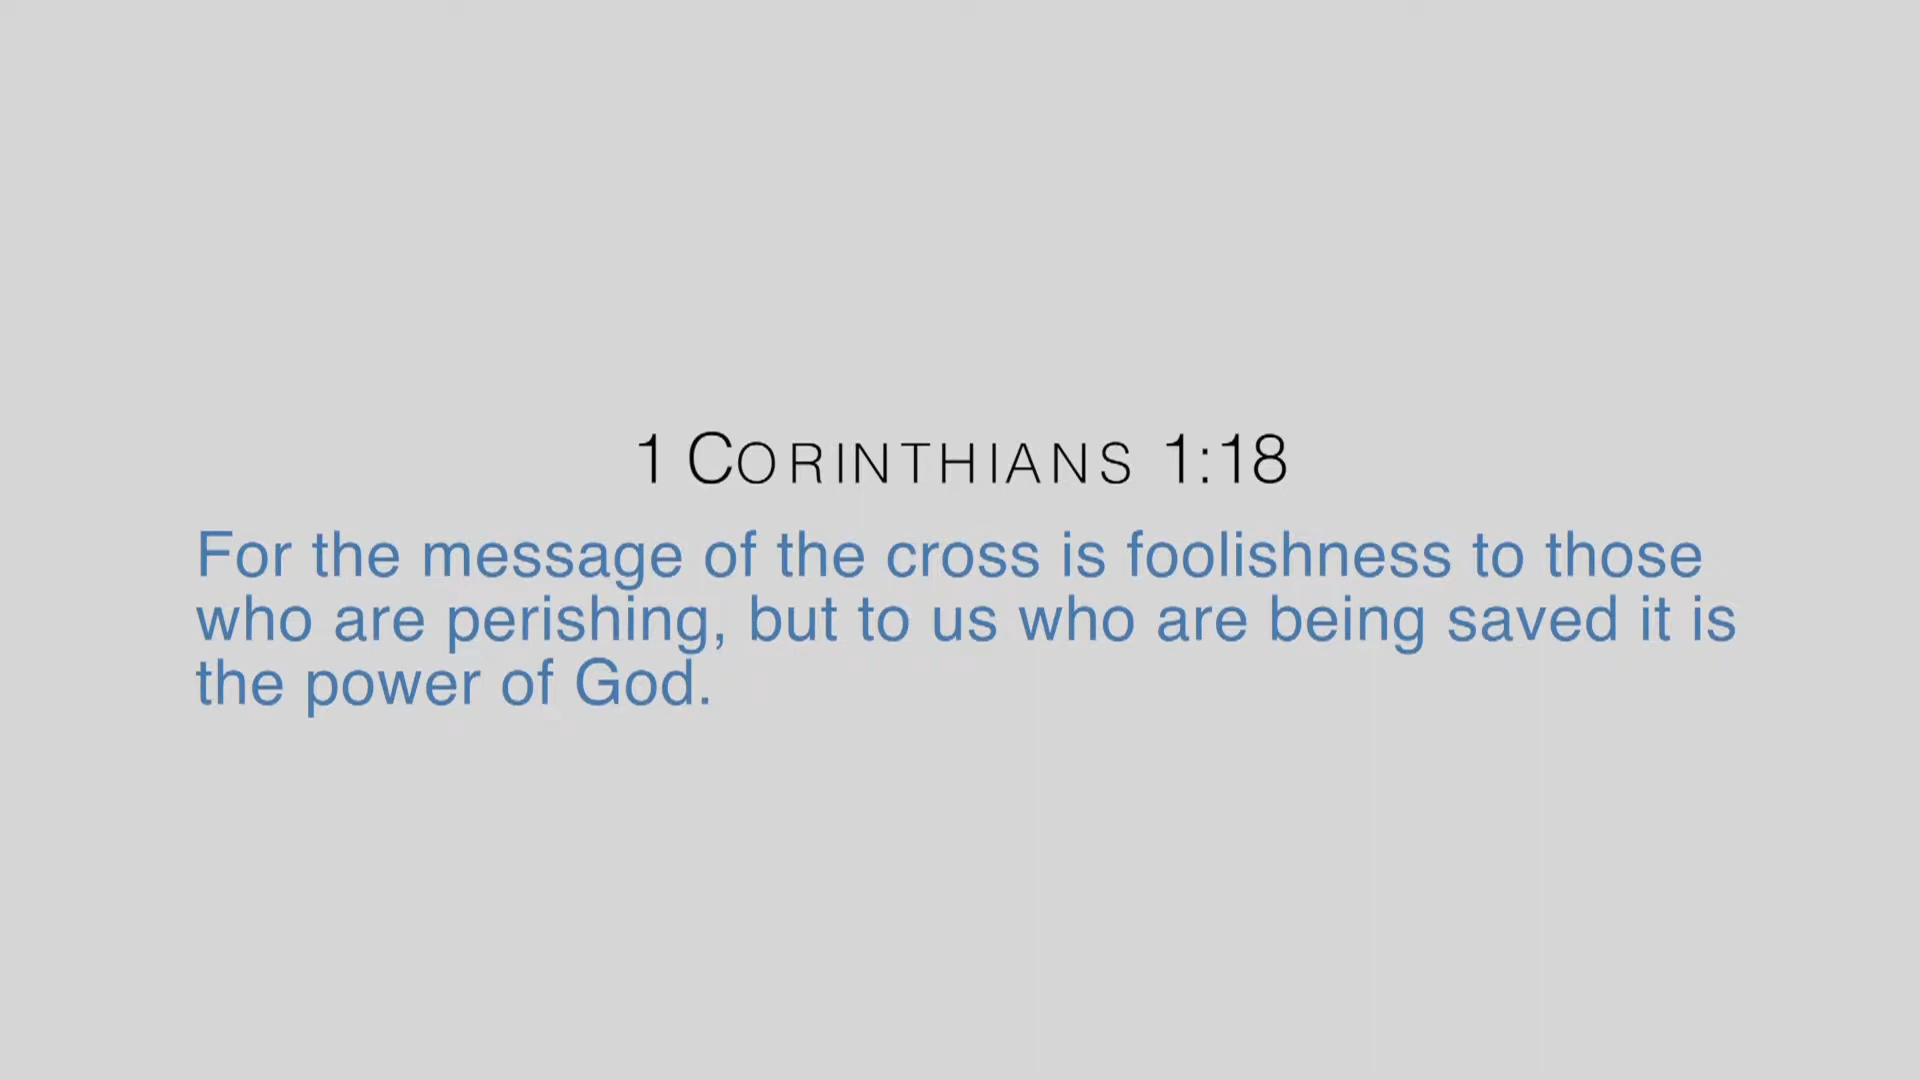 1 CORINTHIANS 1:18
For the message of the cross is foolishness to those
who are perishing, but to us who are being saved it is
the power of God.